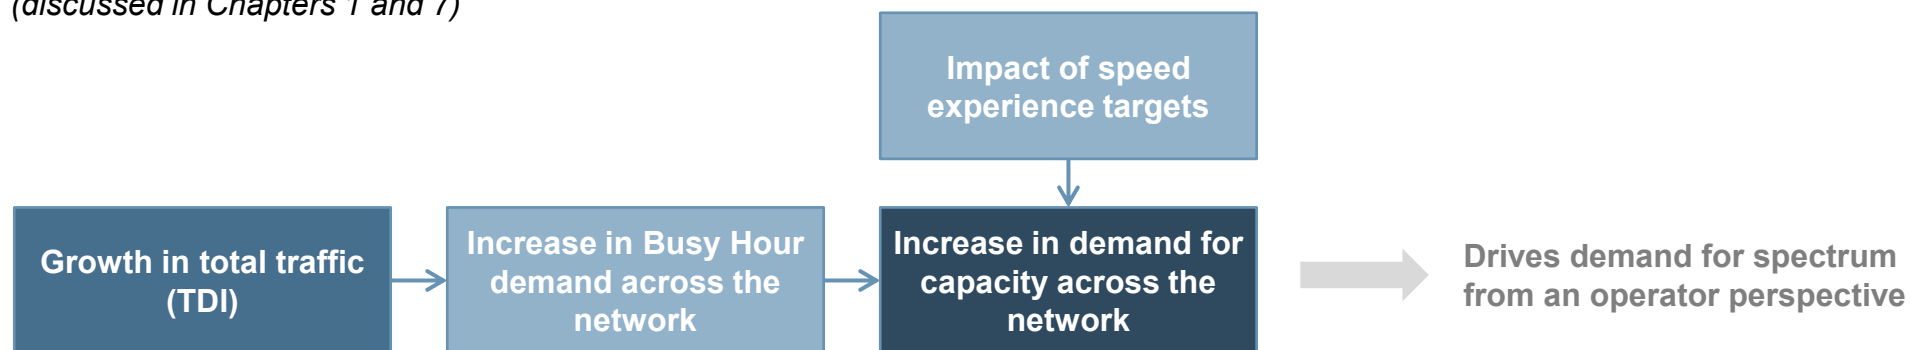 (discussed in Chapters 1 and 7)
Impact of speed
experience targets
Growth in total traffic
(TDI)
Increase in Busy Hour
demand across the
network
Increase in demand for
capacity across the
network
Drives demand for spectrum
from an operator perspective